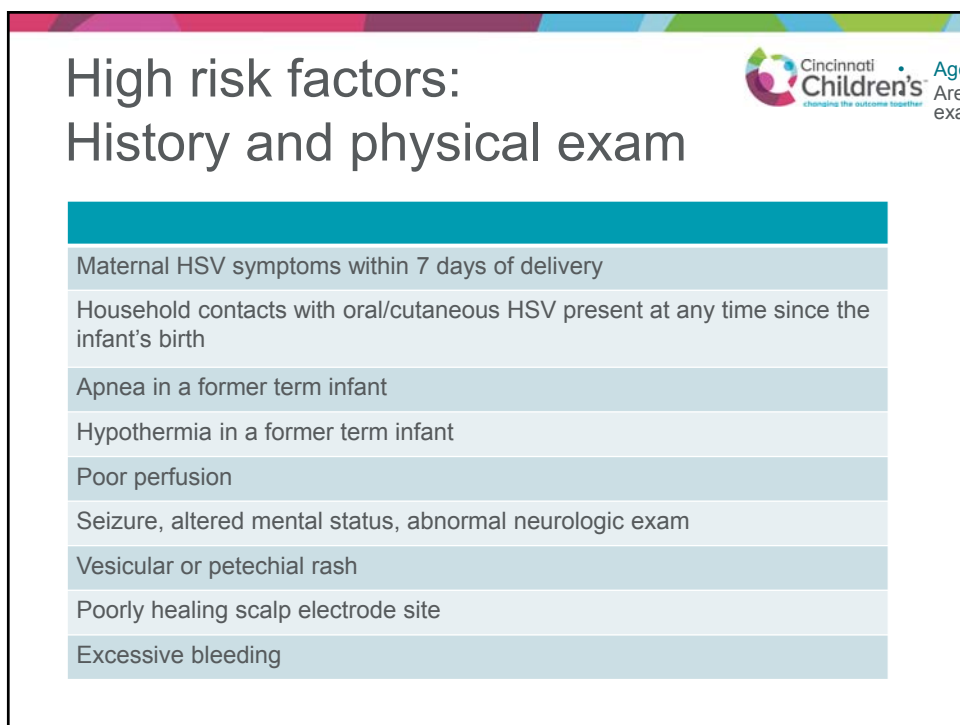 High risk factors:
History and physical exam
Cincinnati
Children's
changing the outcome together
•
Maternal HSV symptoms within 7 days of delivery
Household contacts with oral/cutaneous HSV present at any time since the
infant's birth
Apnea in a former term infant
Hypothermia in a former term infant
Poor perfusion
Seizure, altered mental status, abnormal neurologic exam
Vesicular or petechial rash
Poorly healing scalp electrode site
Excessive bleeding